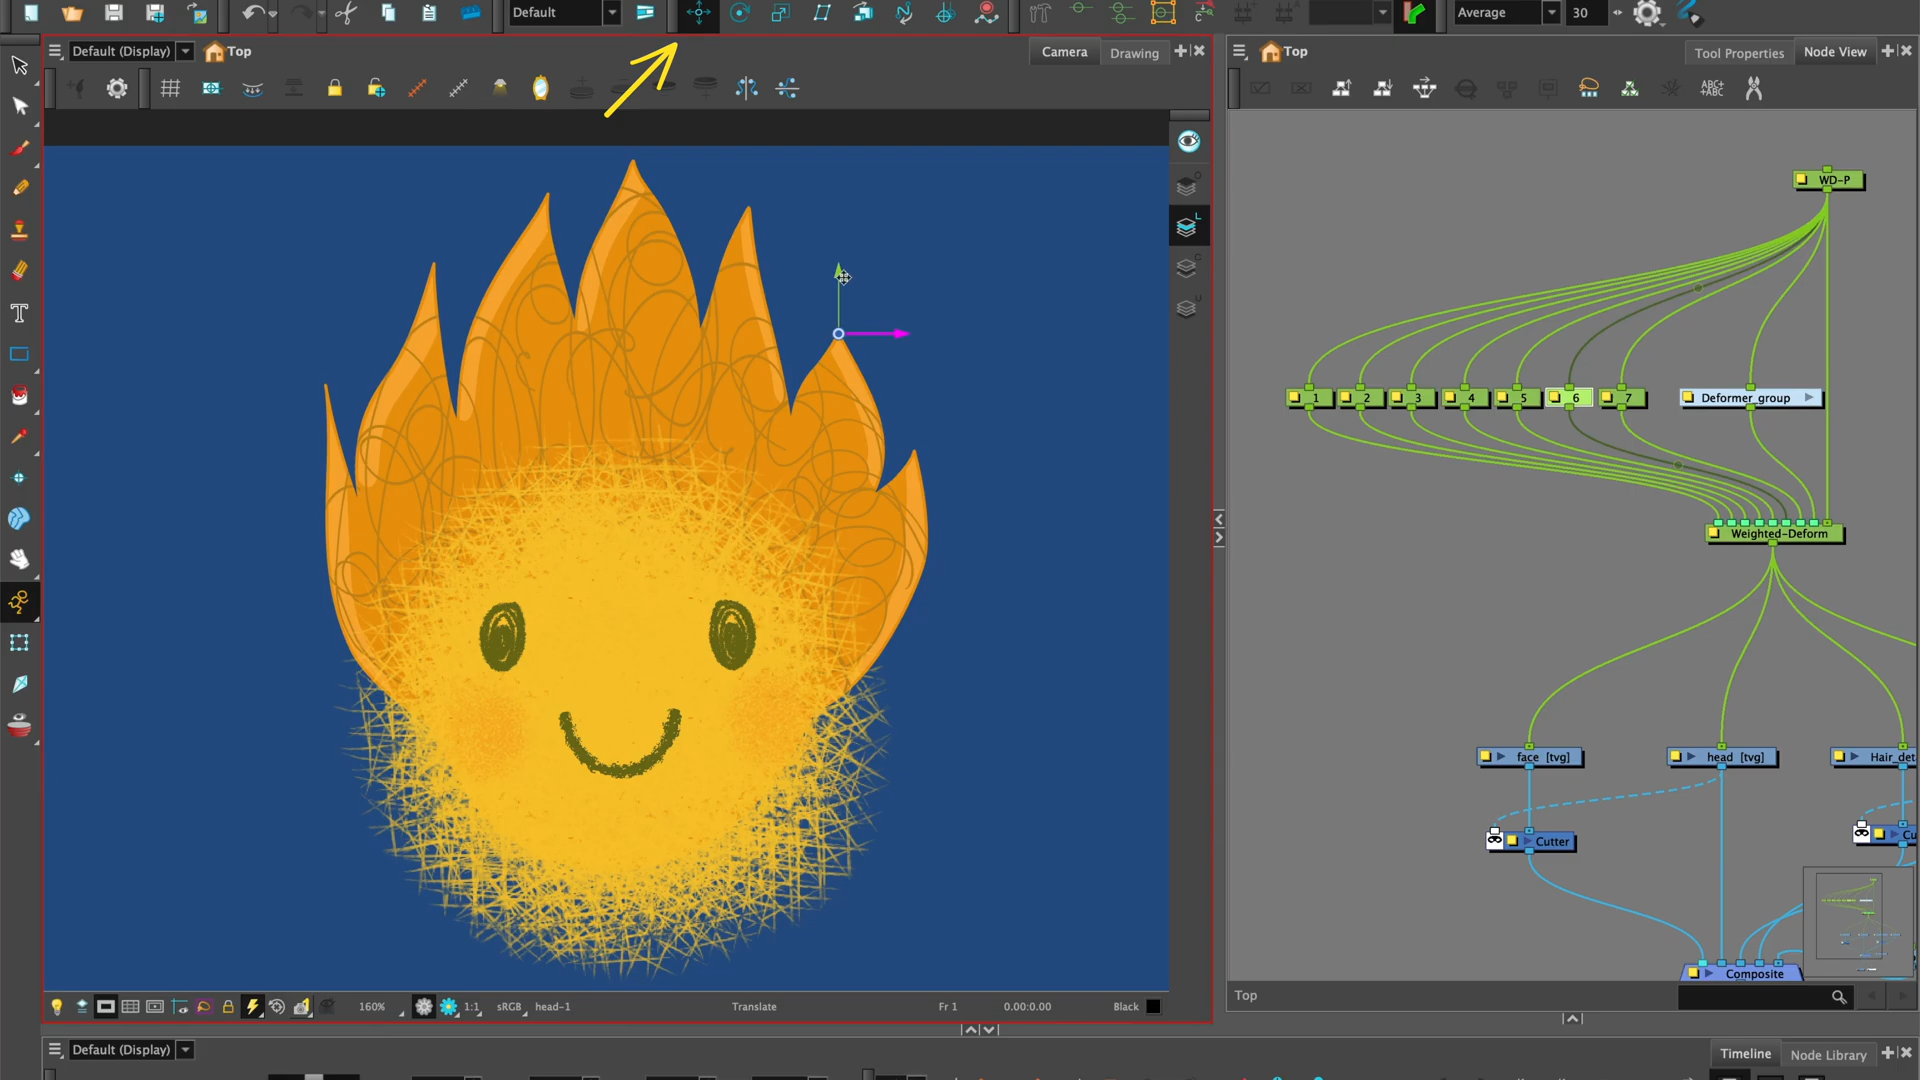 Default
Average
30
Default (Display)
Top
Camera
Drawing
Top
Tool Properties
Node View
WD-P
1
2
3
4
5
6
7
Deformer_group
Weighted-Deform
face [tvg]
head [tvg]
Hair_det
Cutter
Cu
Composite
160%
1:1
sRGB
head-1
Translate
Fr 1
0.00:0.00
Black
Top
Default (Display)
Timeline
Node Library